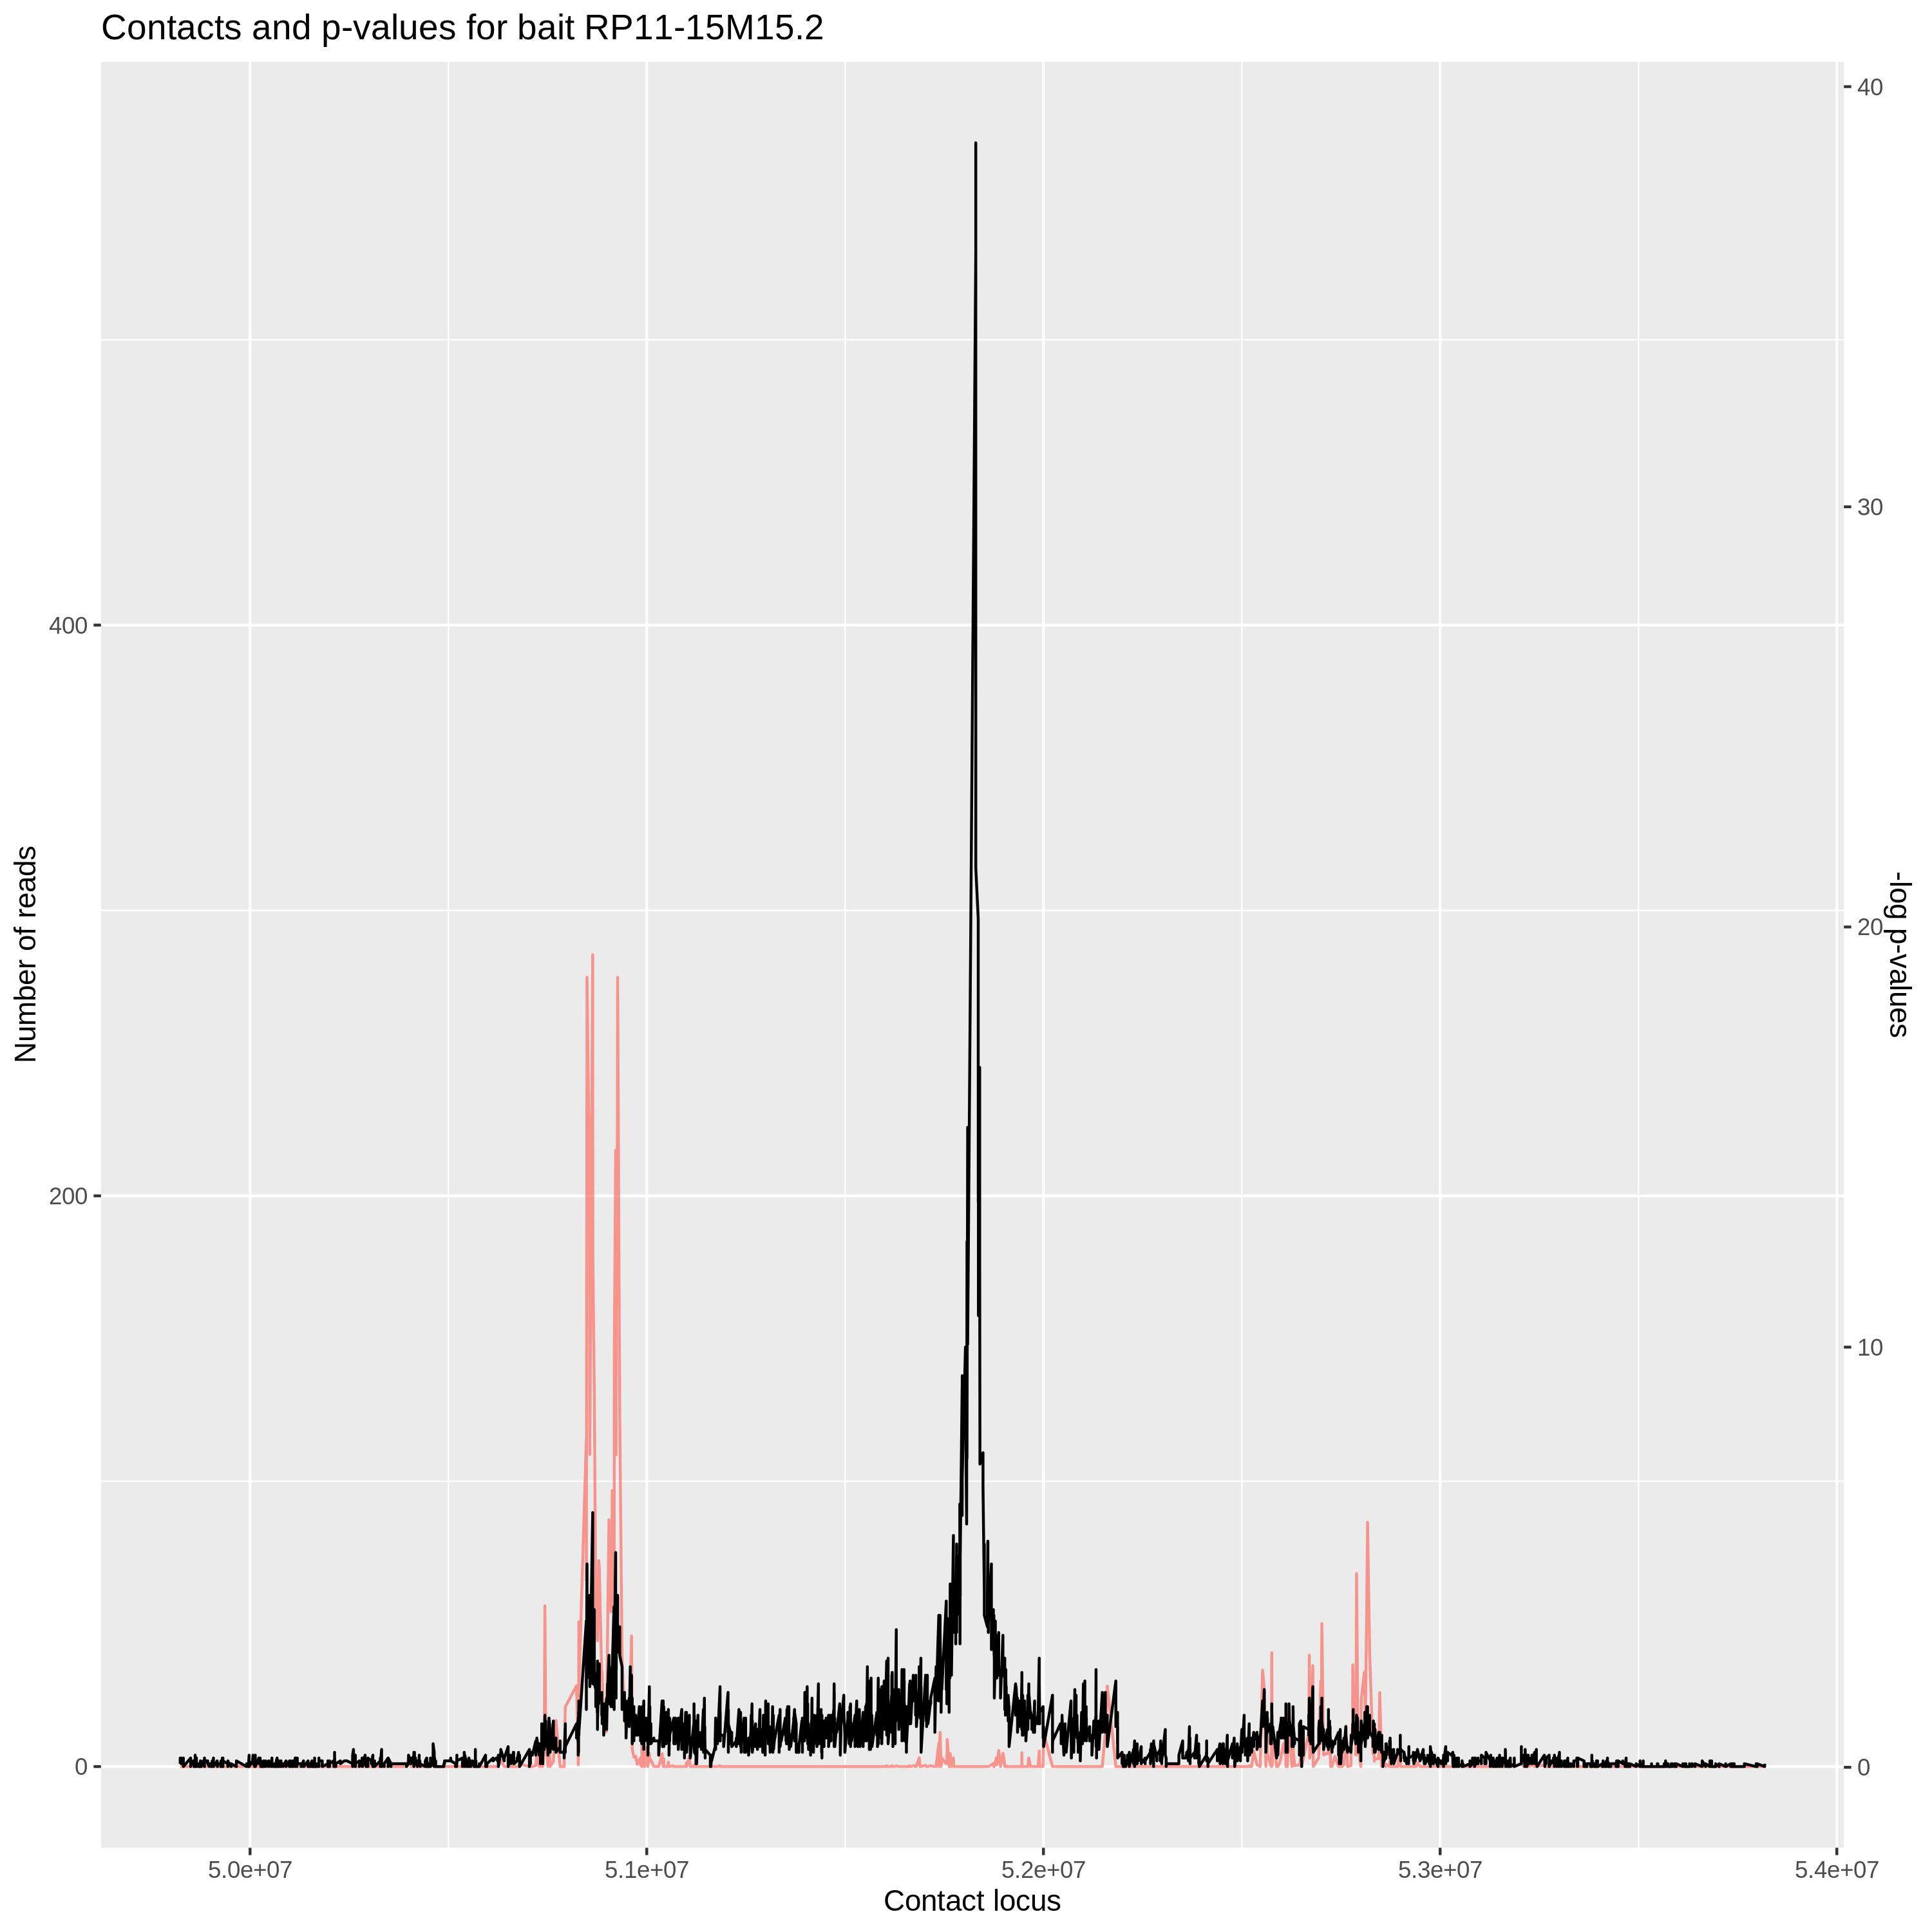 Contacts and p-values for bait RP11-15M15.2
Number of reads
400
200
0
40
30
20
10
0
-log p-values
5.0e+07 5.1e+07 5.2e+07 5.3e+07 5.4e+07
Contact locus